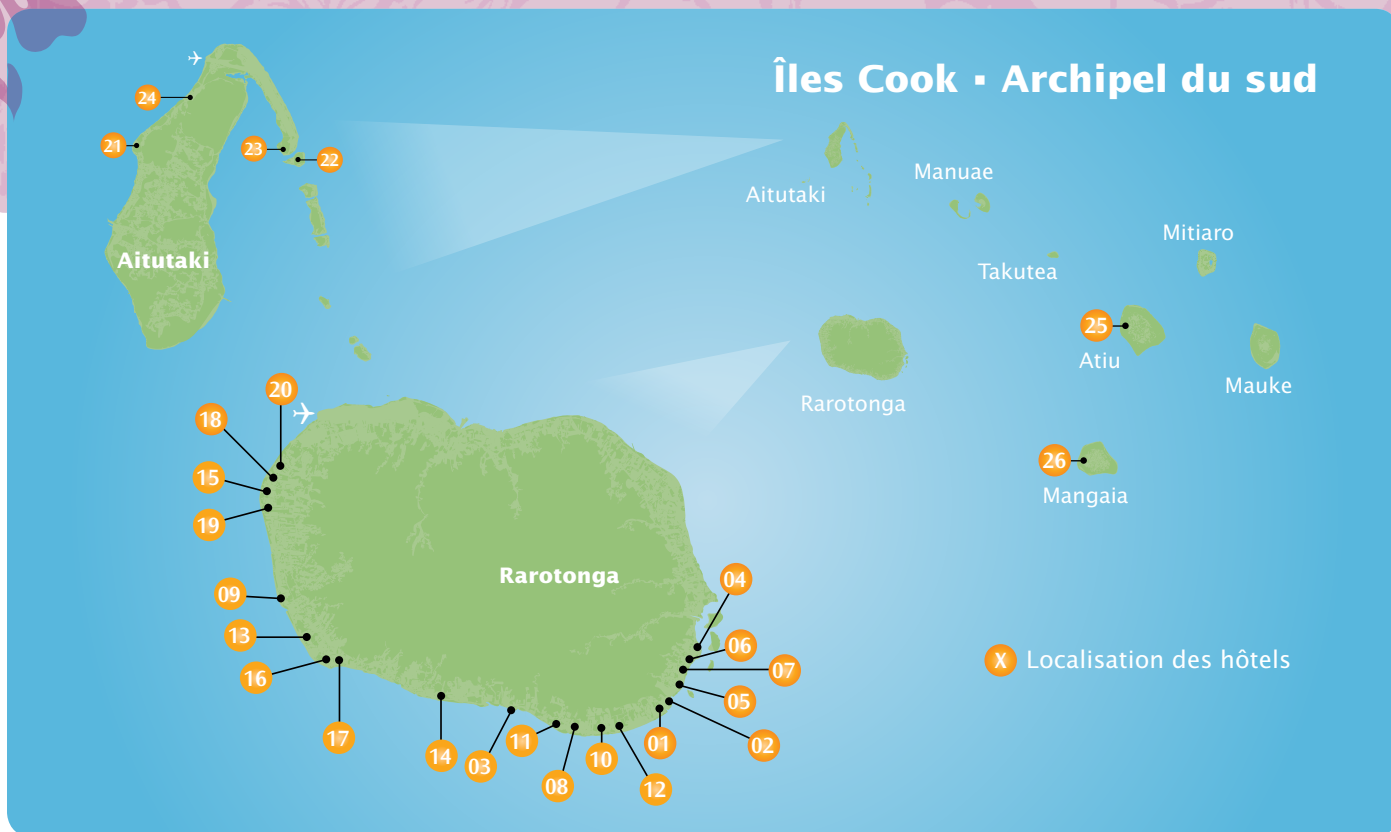 Îles Cook ▪ Archipel du sud
24
21
23
22
Aitutaki
Aitutaki
Manuae
Mitiaro
Takutea
25
Atiu
Mauke
Rarotonga
26
Mangaia
20
18
15
19
09
13
16
17
14
03
11
08
10
12
01
02
05
07
06
04
Rarotonga
X Localisation des hôtels